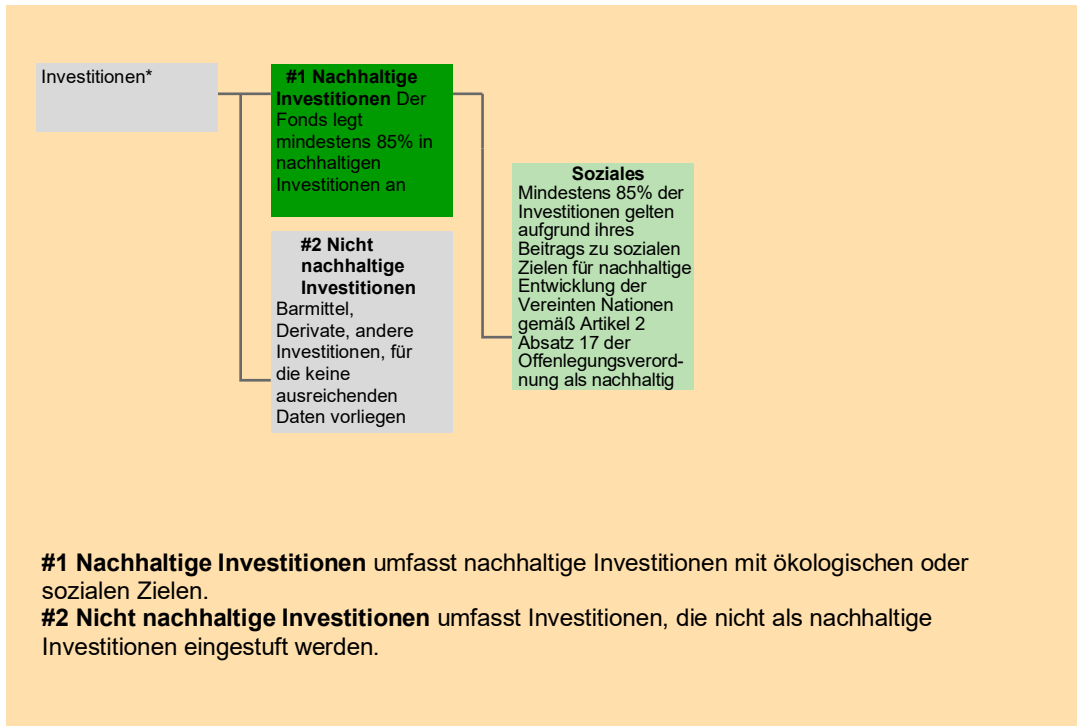 Investitionen*
#1 Nachhaltige
Investitionen Der
Fonds legt
mindestens 85% in
nachhaltigen
Investitionen an
#2 Nicht
nachhaltige
Investitionen
Barmittel,
Derivate, andere
Investitionen, für
die keine
ausreichenden
Daten vorliegen
Soziales
Mindestens 85% der
Investitionen gelten
aufgrund ihres
Beitrags zu sozialen
Zielen für nachhaltige
Entwicklung der
Vereinten Nationen
gemäß Artikel 2
Absatz 17 der
Offenlegungsverord-
nung als nachhaltig
#1 Nachhaltige Investitionen umfasst nachhaltige Investitionen mit ökologischen oder
sozialen Zielen.
#2 Nicht nachhaltige Investitionen umfasst Investitionen, die nicht als nachhaltige
Investitionen eingestuft werden.